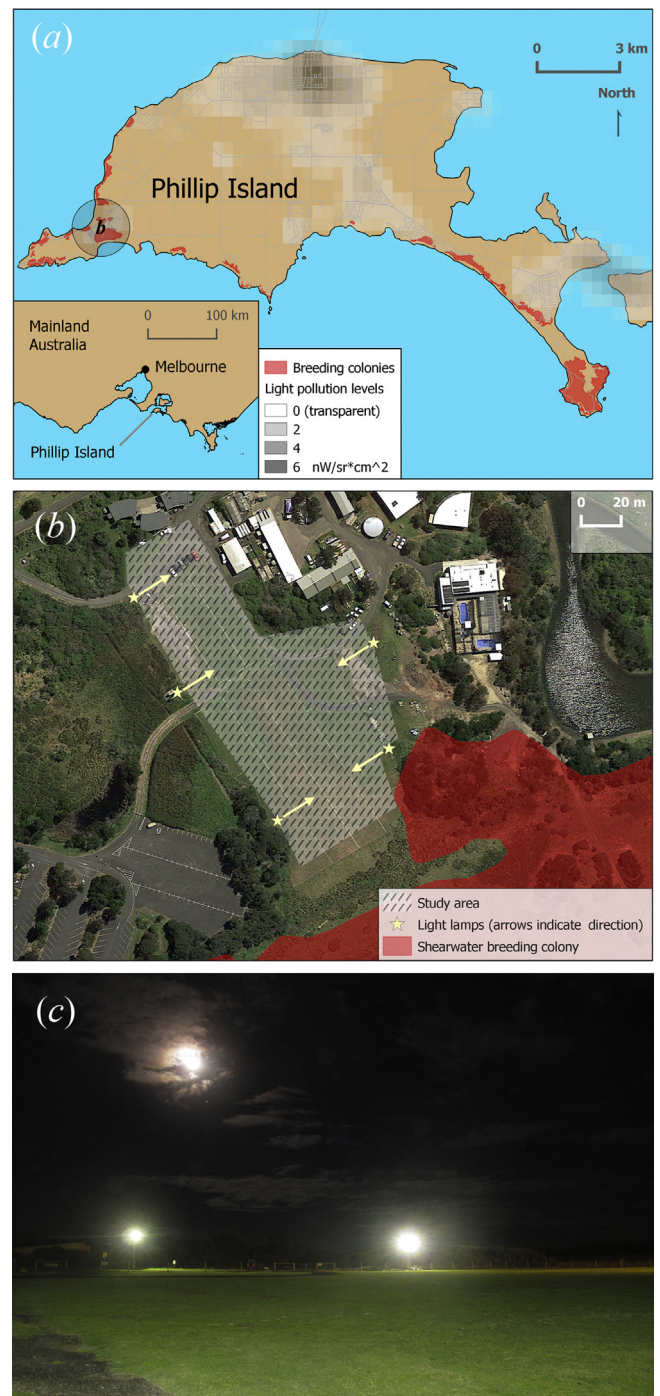 (a)
0 3 km
North
Phillip Island
b
0 100 km
Mainland
Australia
Melbourne
Phillip Island
Breeding colonies
Light pollution levels
0 (transparent)
2
4
6 nW/sr*cm^2
(b)
0 20 m
Study area
Light lamps (arrows indicate direction)
Shearwater breeding colony
(c)